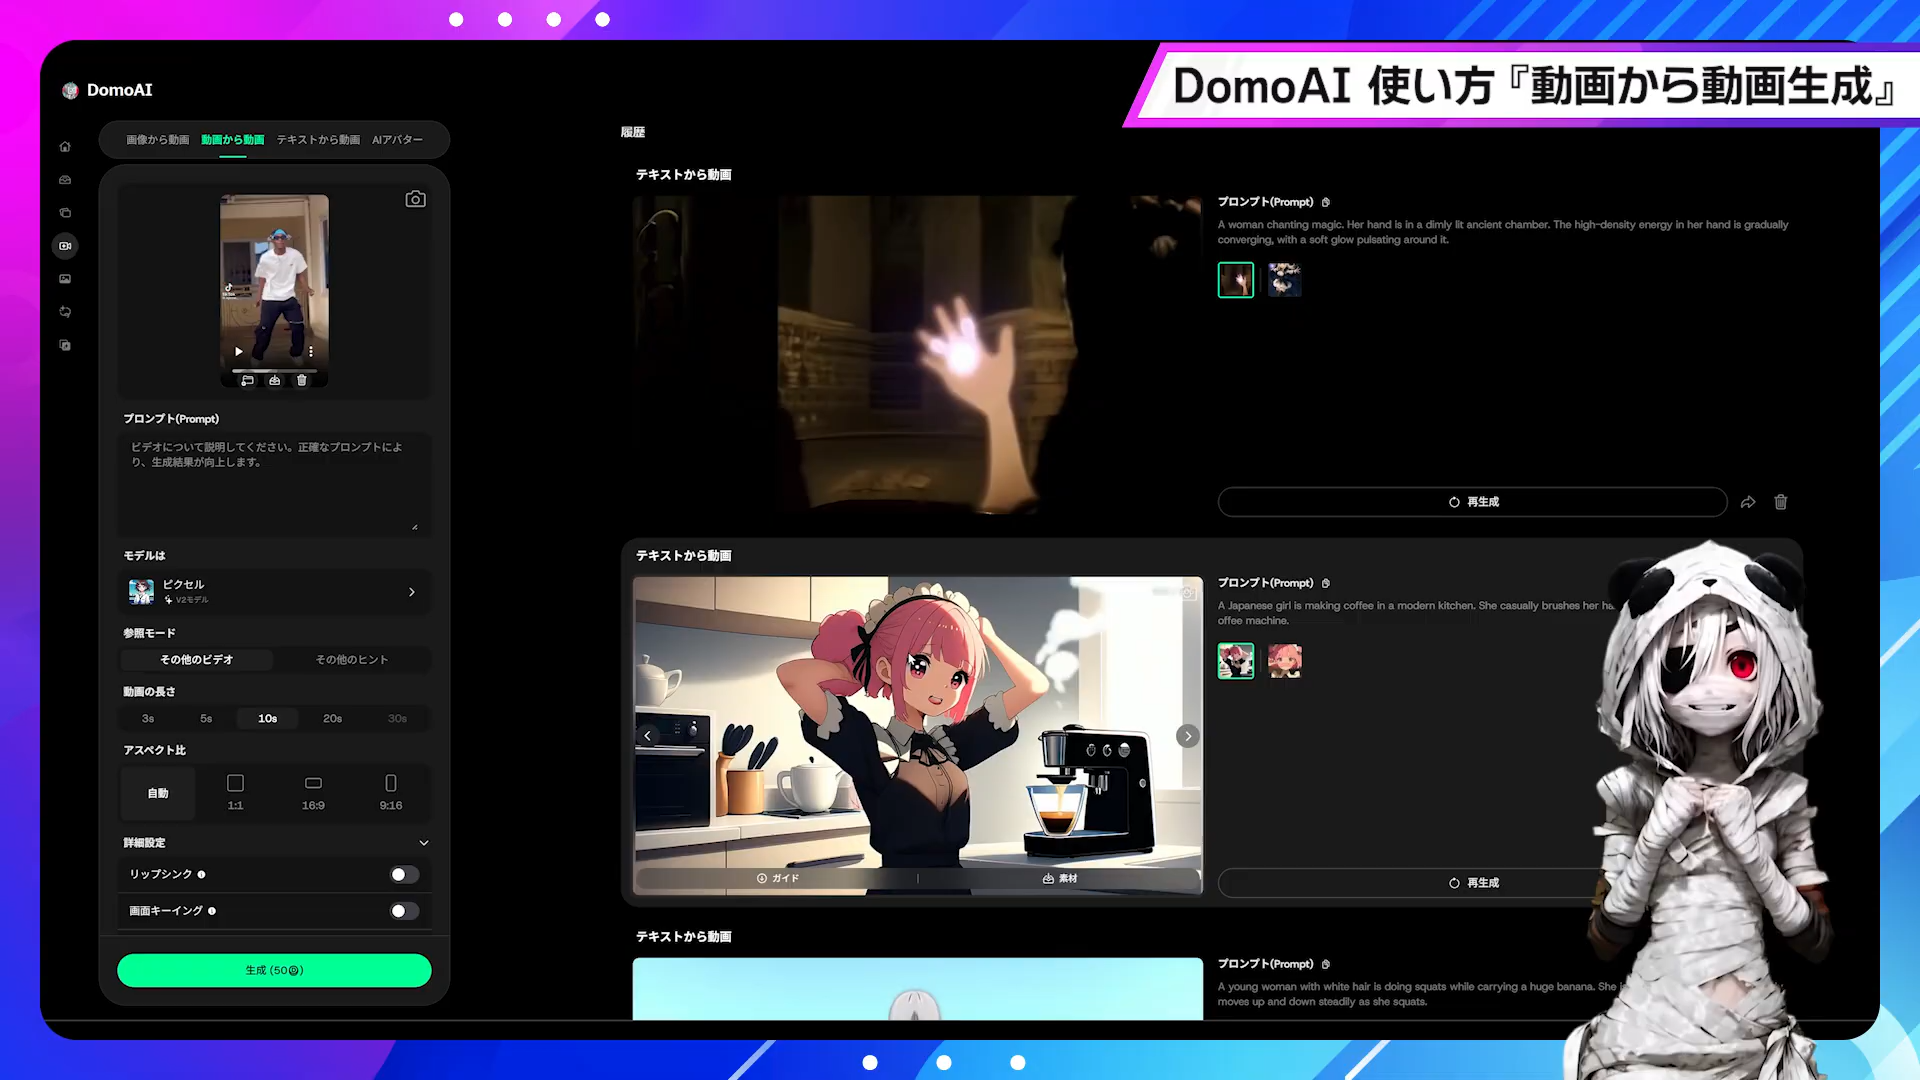 DomoAI 使い方『動画から動画生成』
DomoAI
画像から動画 動画から動画 テキストから動画 AIアバター
プロンプト(Prompt)
ビデオについて説明してください。正確なプロンプトによ
り、生成結果が向上します。
モデルは
ピクセル
V2モデル
参照モード
その他のビデオ その他のヒント
動画の長さ
3s 5s 10s 20s 30s
アスペクト比
自動 1:1 16:9 9:16
詳細設定
リップシンク
画面キーイング
生成 (50)
履歴
テキストから動画
プロンプト(Prompt)
A woman chanting magic. Her hand is in a dimly lit ancient chamber. The high-density energy in her hand is gradually
converging, with a soft glow pulsating around it.
再生成
テキストから動画
プロンプト(Prompt)
A Japanese girl is making coffee in a modern kitchen. She casually brushes her
offee machine.
ガイド 素材
再生成
テキストから動画
プロンプト(Prompt)
A young woman with white hair is doing squats while carrying a huge banana. She
moves up and down steadily as she squats.